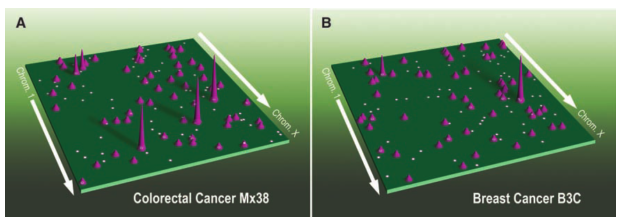 A
Chrom. 1
Chrom. X
Colorectal Cancer Mx38
B
Chrom. 1
Chrom. X
Breast Cancer B3C